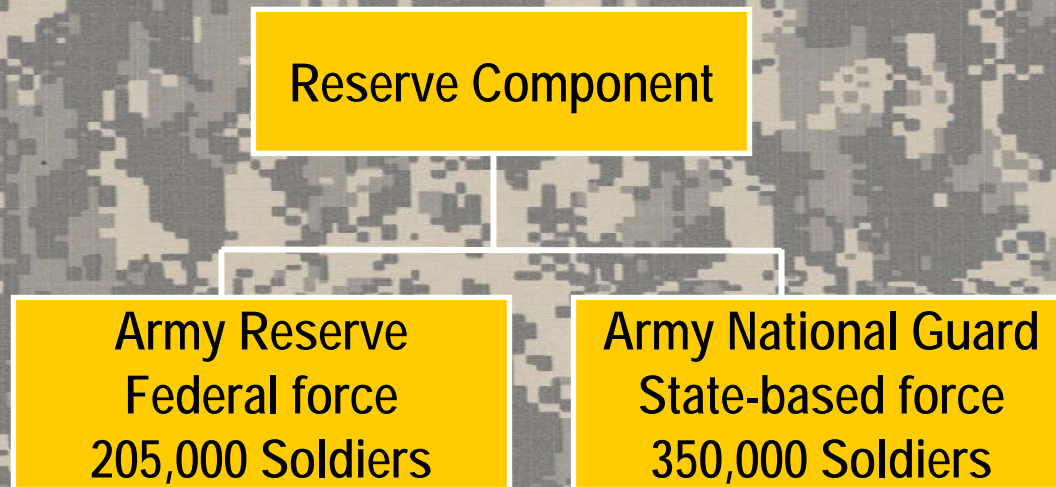 Reserve Component
Army Reserve
Federal force
205,000 Soldiers
Army National Guard
State-based force
350,000 Soldiers